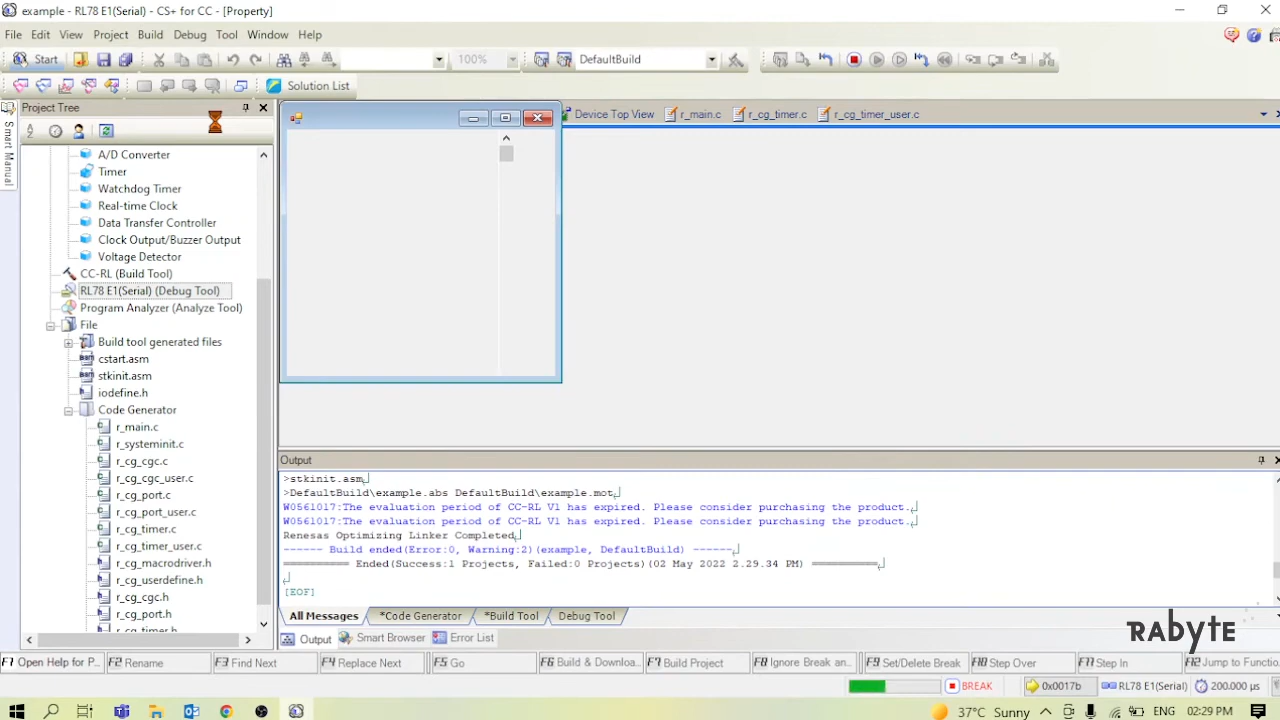 example - RL78 E1(Serial) - CS+ for CC - [Property]
File Edit View Project Build Debug Tool Window Help
Start 100% DefaultBuild
Solution List
Project Tree
Device Top View r_main.c r_cg_timer.c r_cg_timer_user.c
Smart Manual
A/D Converter
Timer
Watchdog Timer
Real-time Clock
Data Transfer Controller
Clock Output/Buzzer Output
Voltage Detector
CC-RL (Build Tool)
RL78 E1(Serial) (Debug Tool)
Program Analyzer (Analyze Tool)
File
Build tool generated files
cstart.asm
stkinit.asm
iodefine.h
Code Generator
r_main.c
r_systeminit.c
r_cg_cgc.c
r_cg_cgc_user.c
r_cg_port.c
r_cg_port_user.c
r_cg_timer.c
r_cg_timer_user.c
r_cg_macrodriver.h
r_cg_userdefine.h
r_cg_cgc.h
r_cg_port.h
r_cg_timer.h
Output
>stkinit.asm
>DefaultBuild\example.abs DefaultBuild\example.mot
W0561017:The evaluation period of CC-RL V1 has expired. Please consider purchasing the product.
W0561017:The evaluation period of CC-RL V1 has expired. Please consider purchasing the product.
Renesas Optimizing Linker Completed
------ Build ended(Error:0, Warning:2)(example, DefaultBuild) ------
========== Ended(Success:1 Projects, Failed:0 Projects)(02 May 2022 2.29.34 PM) ==========
[EOF]
All Messages *Code Generator *Build Tool Debug Tool
Output Smart Browser Error List
RABYTE
F1 Open Help for P... F2 Rename F3 Find Next F4 Replace Next F5 Go F6 Build & Downloa... F7 Build Project F8 Ignore Break an... F9 Set/Delete Break F10 Step Over F11 Step In F12 Jump to Functio
BREAK 0x0017b RL78 E1(Serial) 200.000 µs
37°C Sunny ENG 02:29 PM